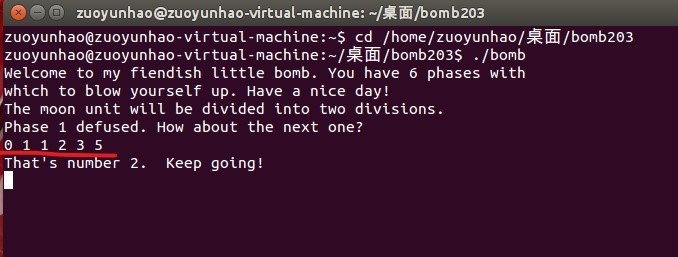 zuoyunhao@zuoyunhao-virtual-machine: ~/桌面/bomb203
zuoyunhao@zuoyunhao-virtual-machine:~$ cd /home/zuoyunhao/桌面/bomb203
zuoyunhao@zuoyunhao-virtual-machine:~/桌面/bomb203$ ./bomb
Welcome to my fiendish little bomb. You have 6 phases with
which to blow yourself up. Have a nice day!
The moon unit will be divided into two divisions.
Phase 1 defused. How about the next one?
0 1 1 2 3 5
That's number 2.  Keep going!